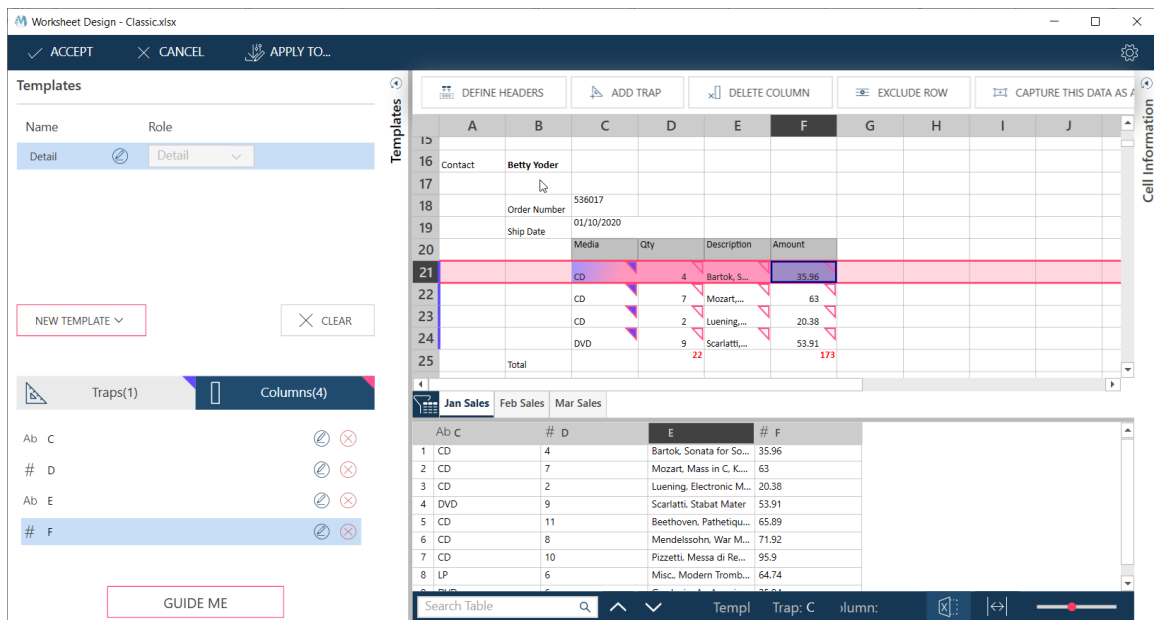 Worksheet Design - Classic.xlsx
ACCEPT CANCEL APPLY TO...
Templates
Name Role
Detail Detail
NEW TEMPLATE CLEAR
Traps(1) Columns(4)
Ab C
# D
Ab E
# F
GUIDE ME
Templates
DEFINE HEADERS ADD TRAP DELETE COLUMN EXCLUDE ROW CAPTURE THIS DATA AS
A B C D E F G H I J
15
16 Contact Betty Yoder
17
18 Order Number 536017
19 Ship Date 01/10/2020
20 Media Qty Description Amount
21 CD 4 Bartok, S... 35.96
22 CD 7 Mozart,... 63
23 CD 2 Luening,... 20.38
24 DVD 9 Scarlatti,... 53.91
25 Total 22 173
Cell Information
Jan Sales Feb Sales Mar Sales
Ab C # D E # F
1 CD 4 Bartok, Sonata for So... 35.96
2 CD 7 Mozart, Mass in C, K.... 63
3 CD 2 Luening, Electronic M... 20.38
4 DVD 9 Scarlatti, Stabat Mater 53.91
5 CD 11 Beethoven, Pathetiqu... 65.89
6 CD 8 Mendelssohn, War M... 71.92
7 CD 10 Pizzetti, Messa di Re... 95.9
8 LP 6 Misc., Modern Tromb... 64.74
Search Table Templ Trap: C olumn: